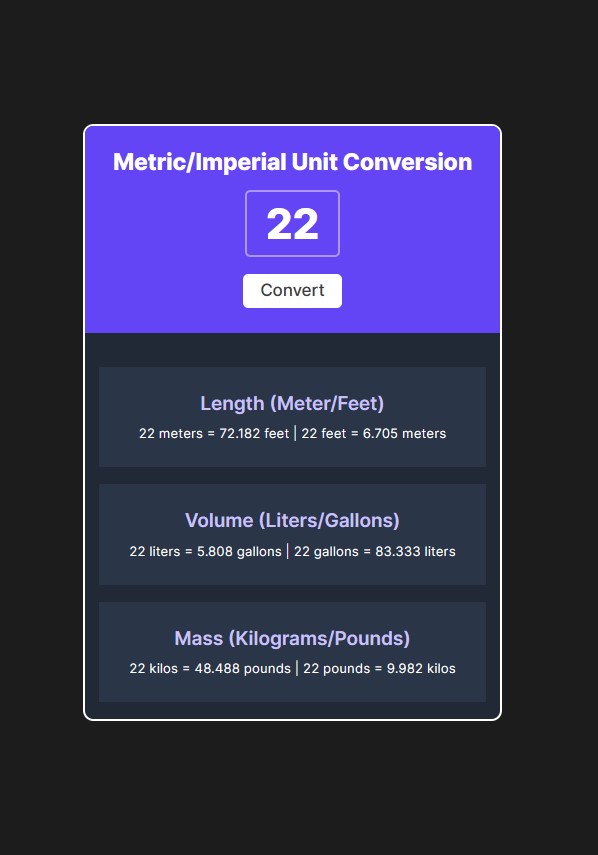 Metric/Imperial Unit Conversion
22
Convert
Length (Meter/Feet)
22 meters = 72.182 feet | 22 feet = 6.705 meters
Volume (Liters/Gallons)
22 liters = 5.808 gallons | 22 gallons = 83.333 liters
Mass (Kilograms/Pounds)
22 kilos = 48.488 pounds | 22 pounds = 9.982 kilos